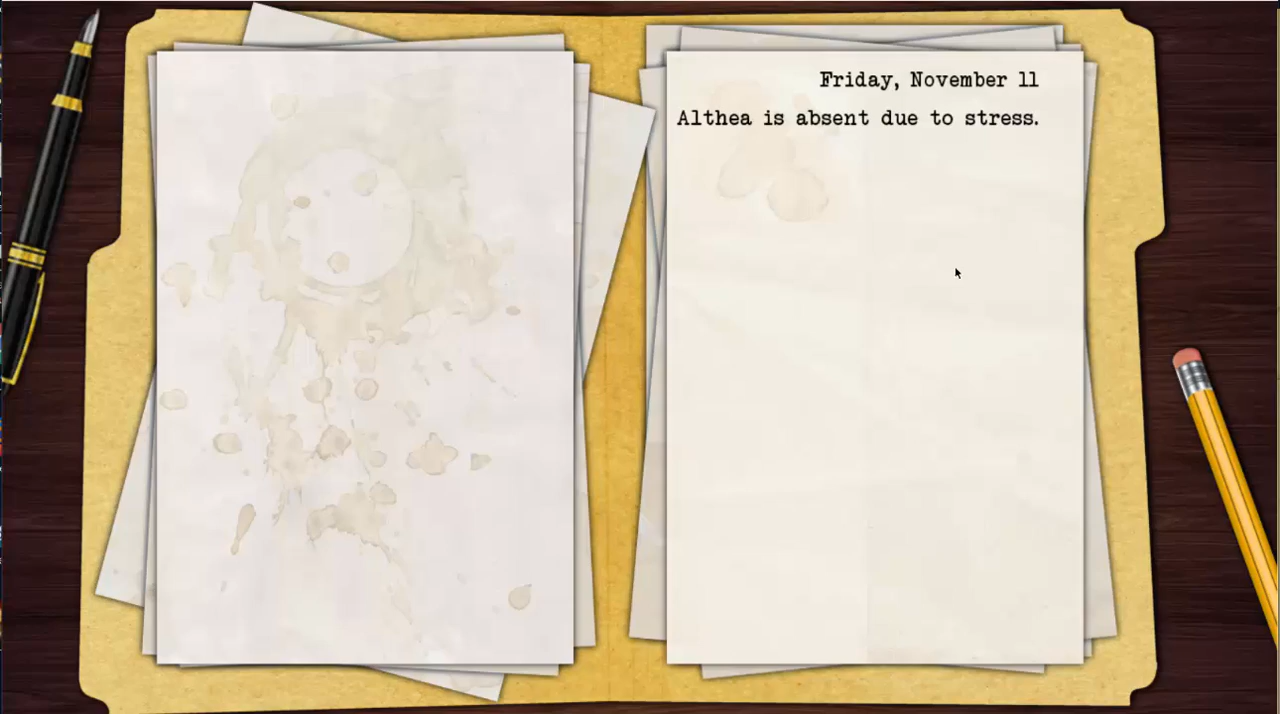 Friday, November 11
Althea is absent due to stress.